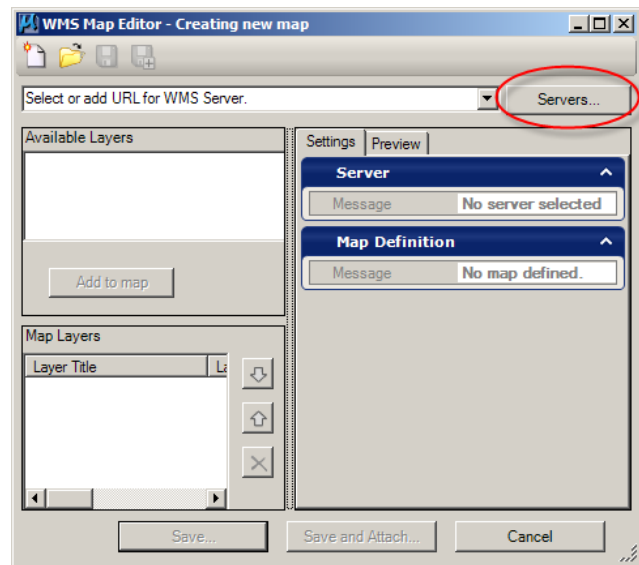 WMS Map Editor - Creating new map
Select or add URL for WMS Server.
Servers...
Available Layers
Add to map
Map Layers
Layer Title La
Settings Preview
Server
Message No server selected
Map Definition
Message No map defined.
Save...
Save and Attach...
Cancel